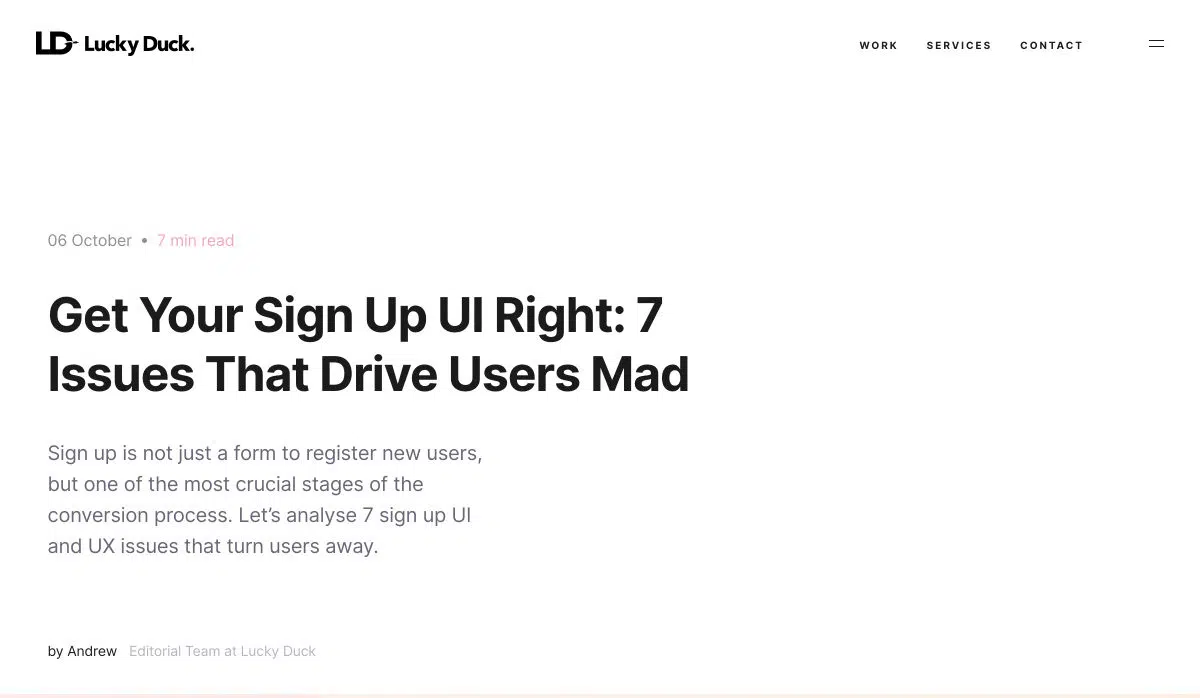 LD Lucky Duck.
WORK SERVICES CONTACT
06 October • 7 min read
Get Your Sign Up UI Right: 7
Issues That Drive Users Mad
Sign up is not just a form to register new users,
but one of the most crucial stages of the
conversion process. Let’s analyse 7 sign up UI
and UX issues that turn users away.
by Andrew Editorial Team at Lucky Duck